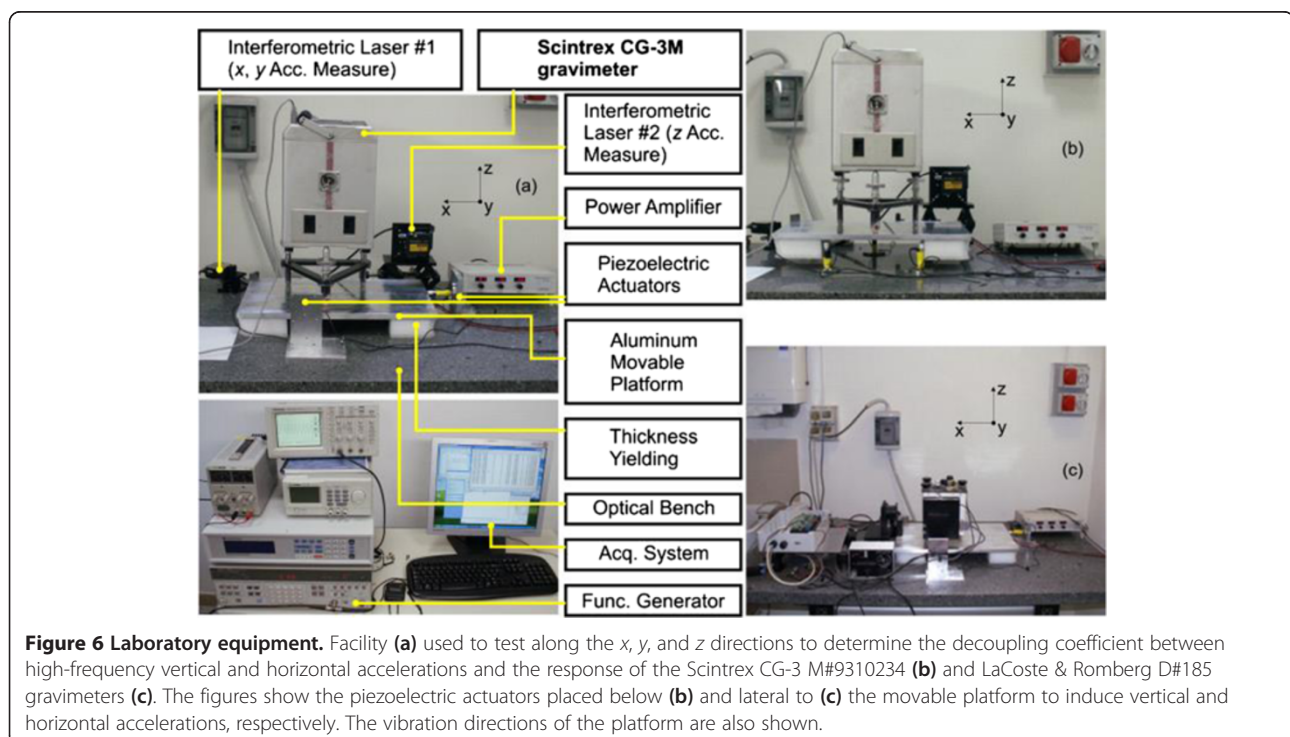 Interferometric Laser #1
(x, y Acc. Measure)
Scintrex CG-3M
gravimeter
Interferometric
Laser #2 (z Acc.
Measure)
Power Amplifier
Piezoelectric
Actuators
Aluminum
Movable
Platform
Thickness
Yielding
Optical Bench
Acq. System
Func. Generator
z
x
y
(a)
z
x
y
(b)
z
x
y
(c)
Figure 6 Laboratory equipment. Facility (a) used to test along the x, y, and z directions to determine the decoupling coefficient between
high-frequency vertical and horizontal accelerations and the response of the Scintrex CG-3 M#9310234 (b) and LaCoste & Romberg D#185
gravimeters (c). The figures show the piezoelectric actuators placed below (b) and lateral to (c) the movable platform to induce vertical and
horizontal accelerations, respectively. The vibration directions of the platform are also shown.